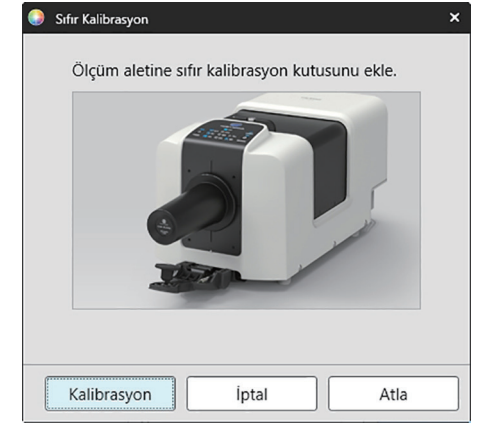 Sıfır Kalibrasyon
Ölçüm aletine sıfır kalibrasyon kutusunu ekle.
Kalibrasyon
İptal
Atla